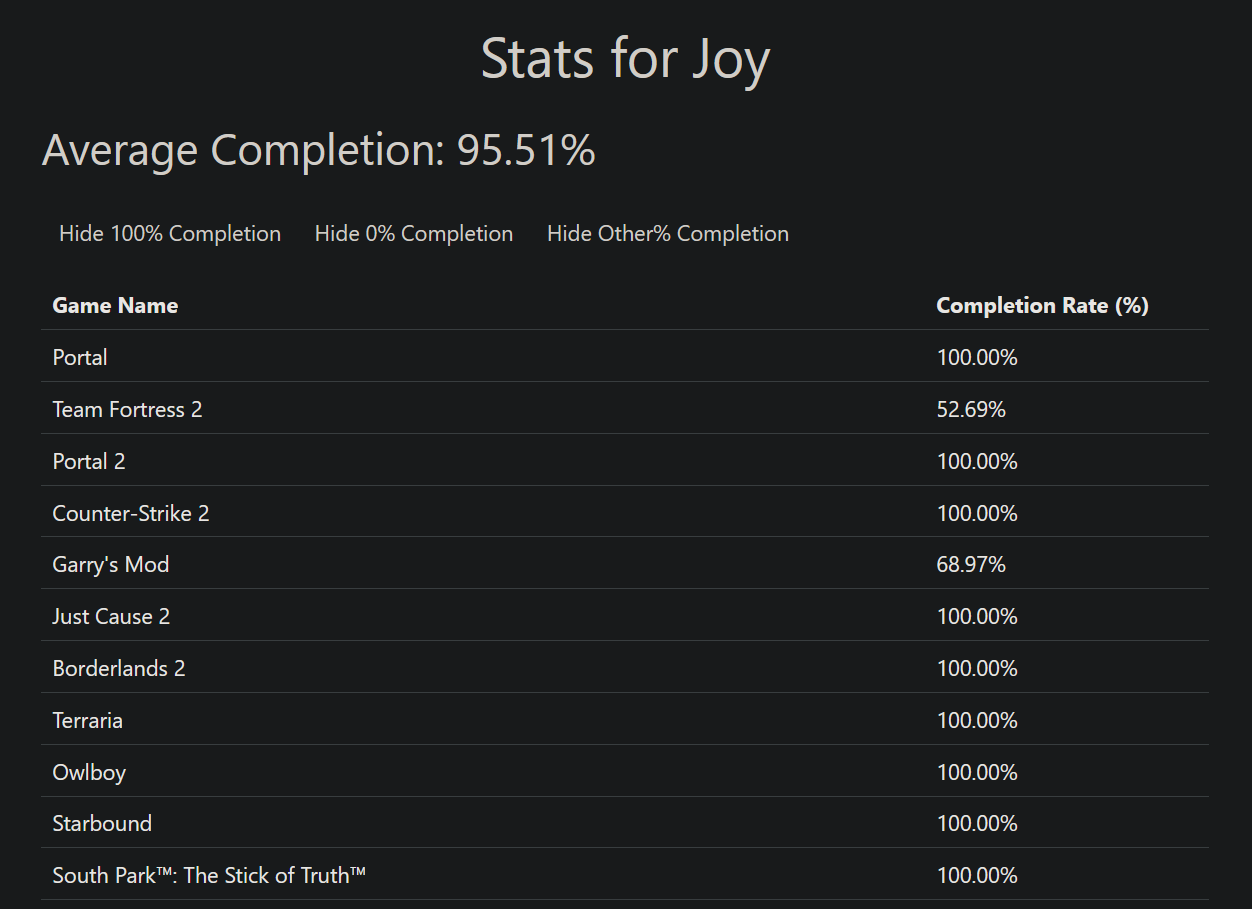 Stats for Joy
Average Completion: 95.51%
Hide 100% Completion Hide 0% Completion Hide Other% Completion
Game Name Completion Rate (%)
Portal 100.00%
Team Fortress 2 52.69%
Portal 2 100.00%
Counter-Strike 2 100.00%
Garry's Mod 68.97%
Just Cause 2 100.00%
Borderlands 2 100.00%
Terraria 100.00%
Owlboy 100.00%
Starbound 100.00%
South Park™: The Stick of Truth™ 100.00%